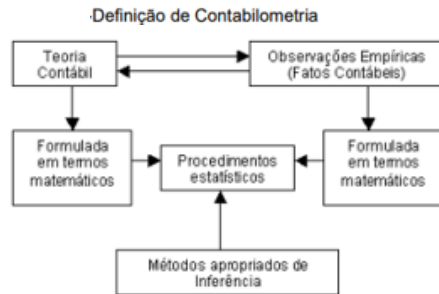 Definição de Contabilometria
Teoria
Contábil
Observações Empíricas
(Fatos Contábeis)
Formulada
em termos
matemáticos
Procedimentos
estatísticos
Formulada
em termos
matemáticos
Métodos apropriados de
Inferência